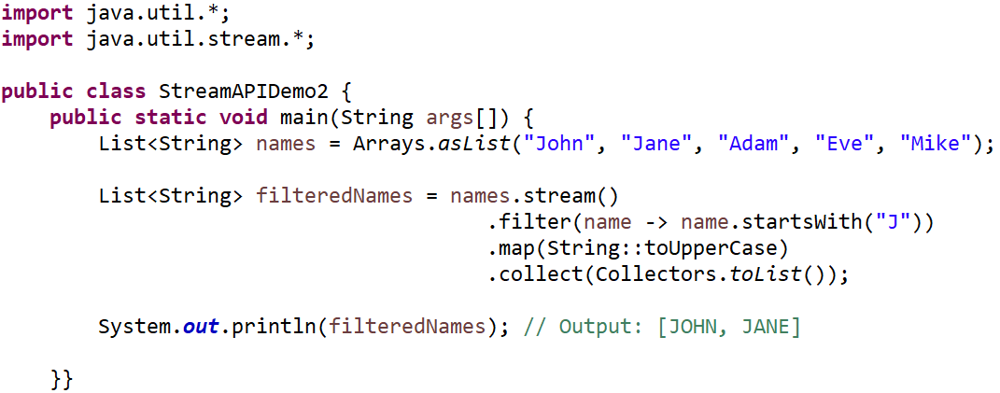 import java.util.*;
import java.util.stream.*;

public class StreamAPIDemo2 {
    public static void main(String args[]) {
        List<String> names = Arrays.asList("John", "Jane", "Adam", "Eve", "Mike");

        List<String> filteredNames = names.stream()
                                        .filter(name -> name.startsWith("J"))
                                        .map(String::toUpperCase)
                                        .collect(Collectors.toList());

        System.out.println(filteredNames); // Output: [JOHN, JANE]

    }}